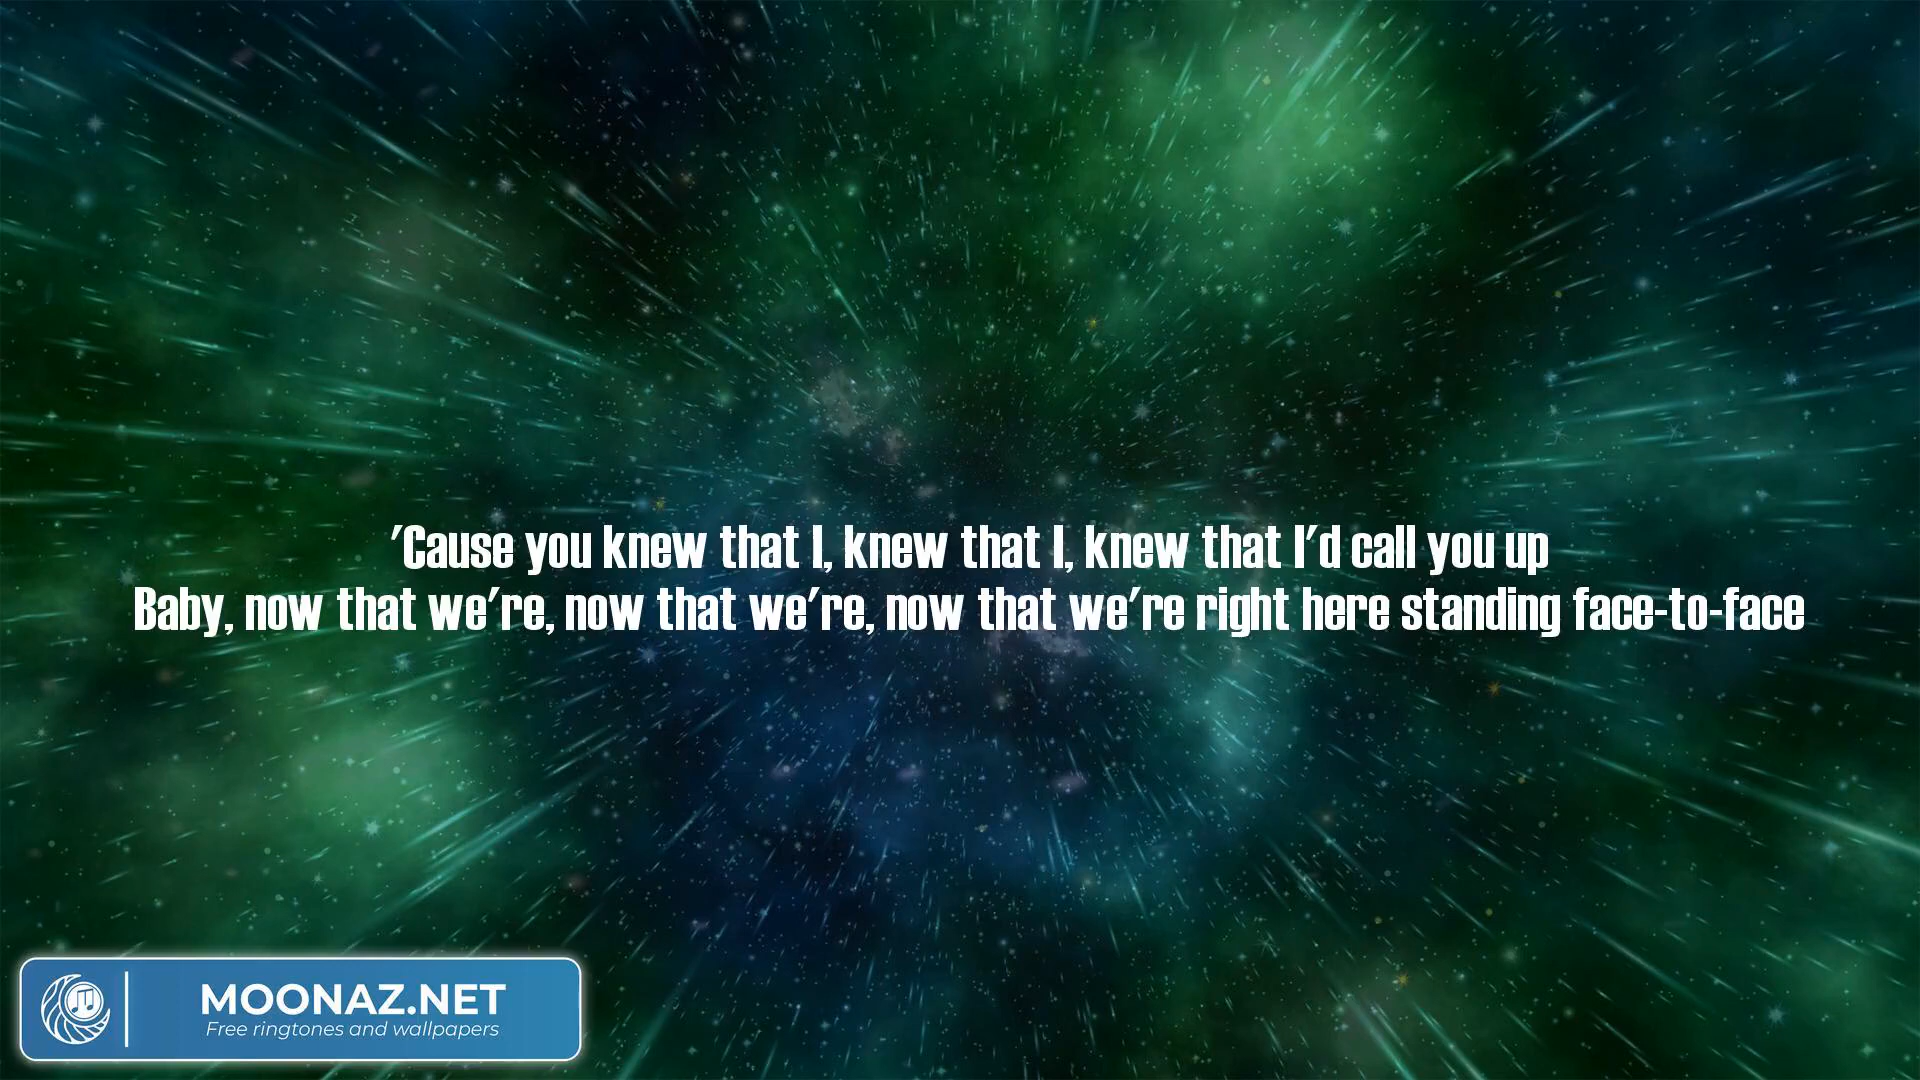 'Cause you knew that I, knew that I, knew that I'd call you up
Baby, now that we're, now that we're, now that we're right here standing face-to-face
MOONAZ.NET
Free ringtones and wallpapers